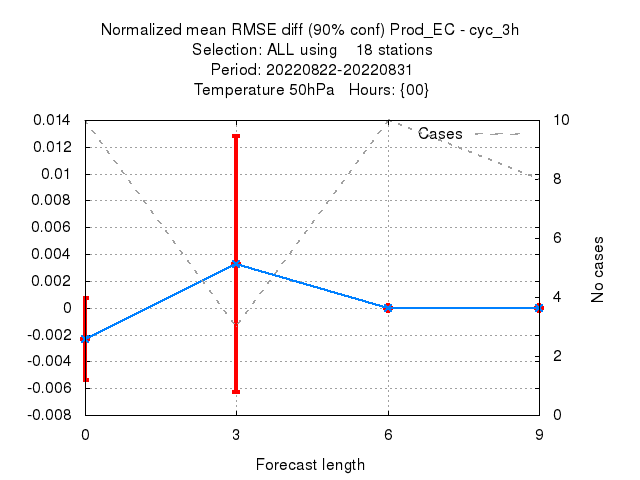 Normalized mean RMSE diff (90% conf) Prod_EC - cyc_3h
Selection: ALL using    18 stations
Period: 20220822-20220831
Temperature 50hPa   Hours: {00}
Cases
0.014
0.012
0.01
0.008
0.006
0.004
0.002
0
-0.002
-0.004
-0.006
-0.008
10
8
6
4
2
0
No cases
0 3 6 9
Forecast length